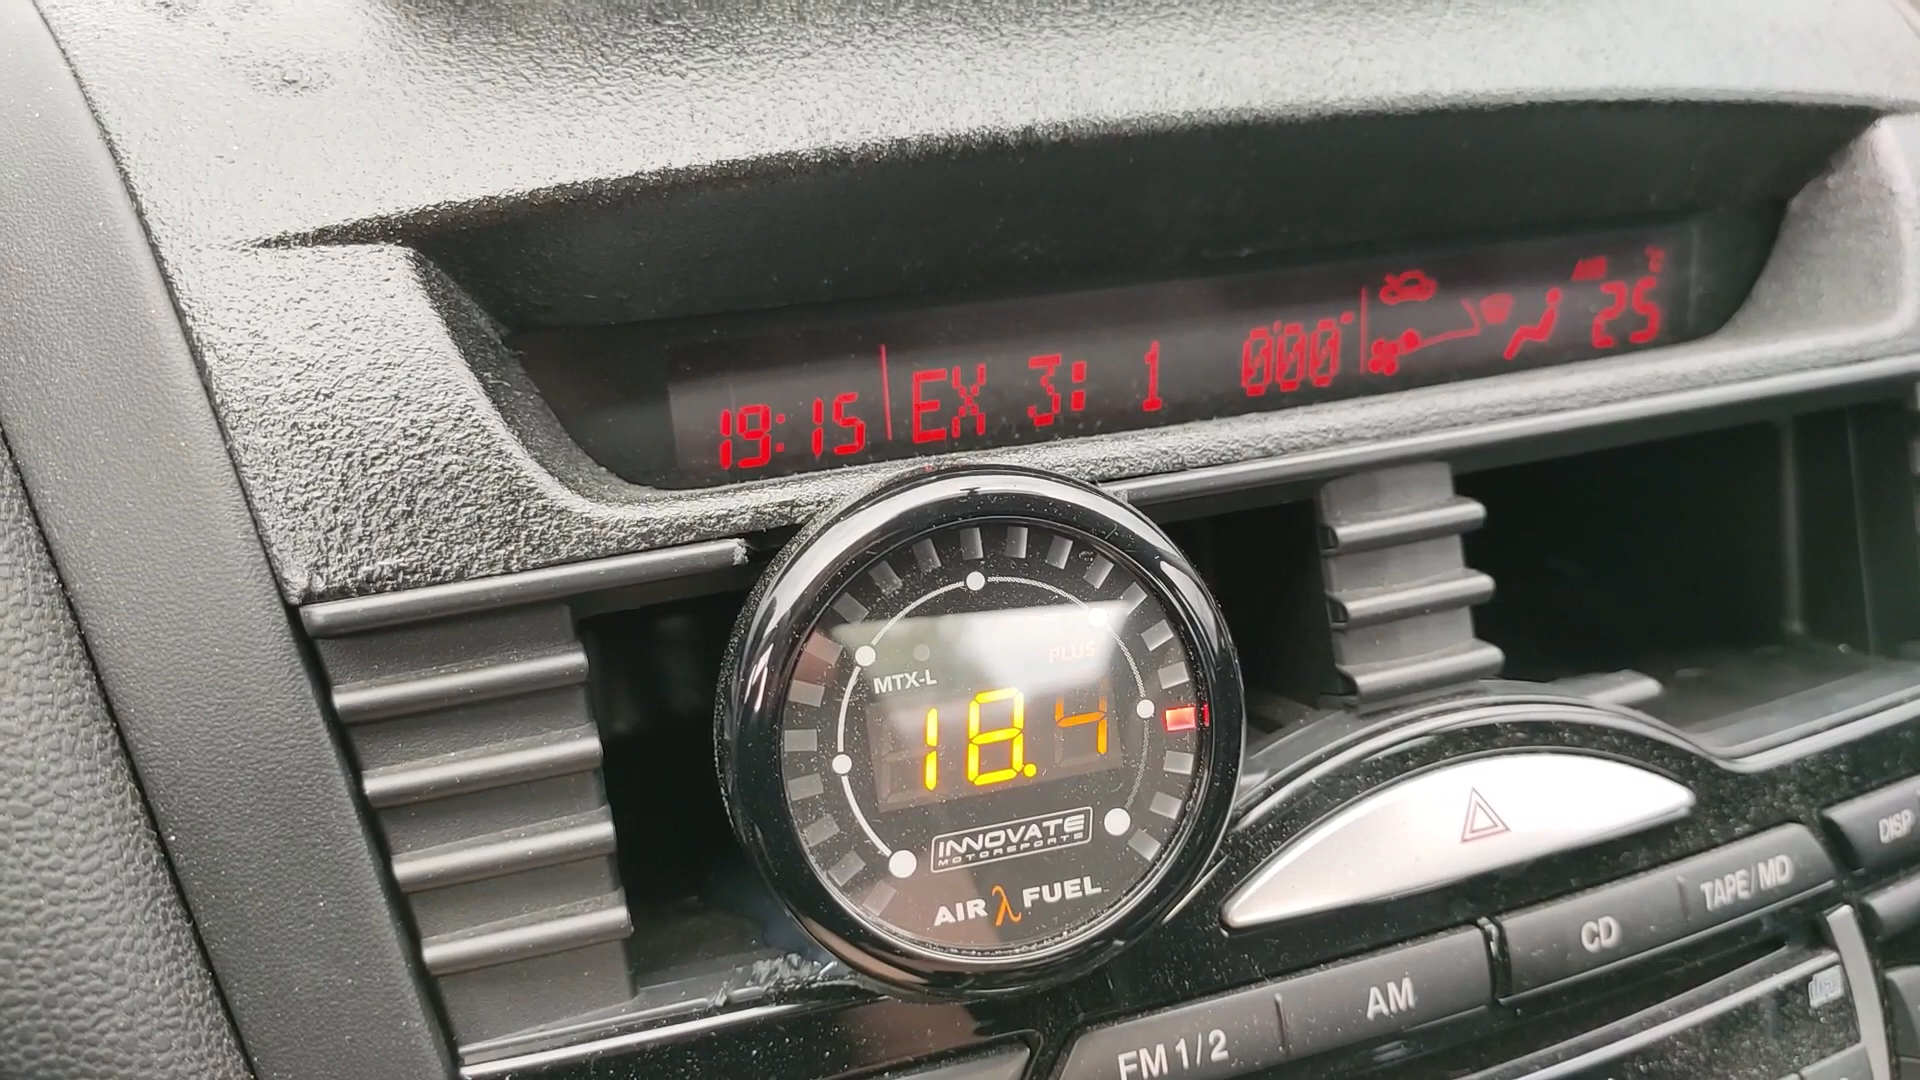 19:15 EX 3: 1 000 25
PLUS
MTX-L
18.4
INNOVATE
MOTORSPORTS
AIR λ FUEL
DISP
TAPE/MD
CD
AM
FM 1/2